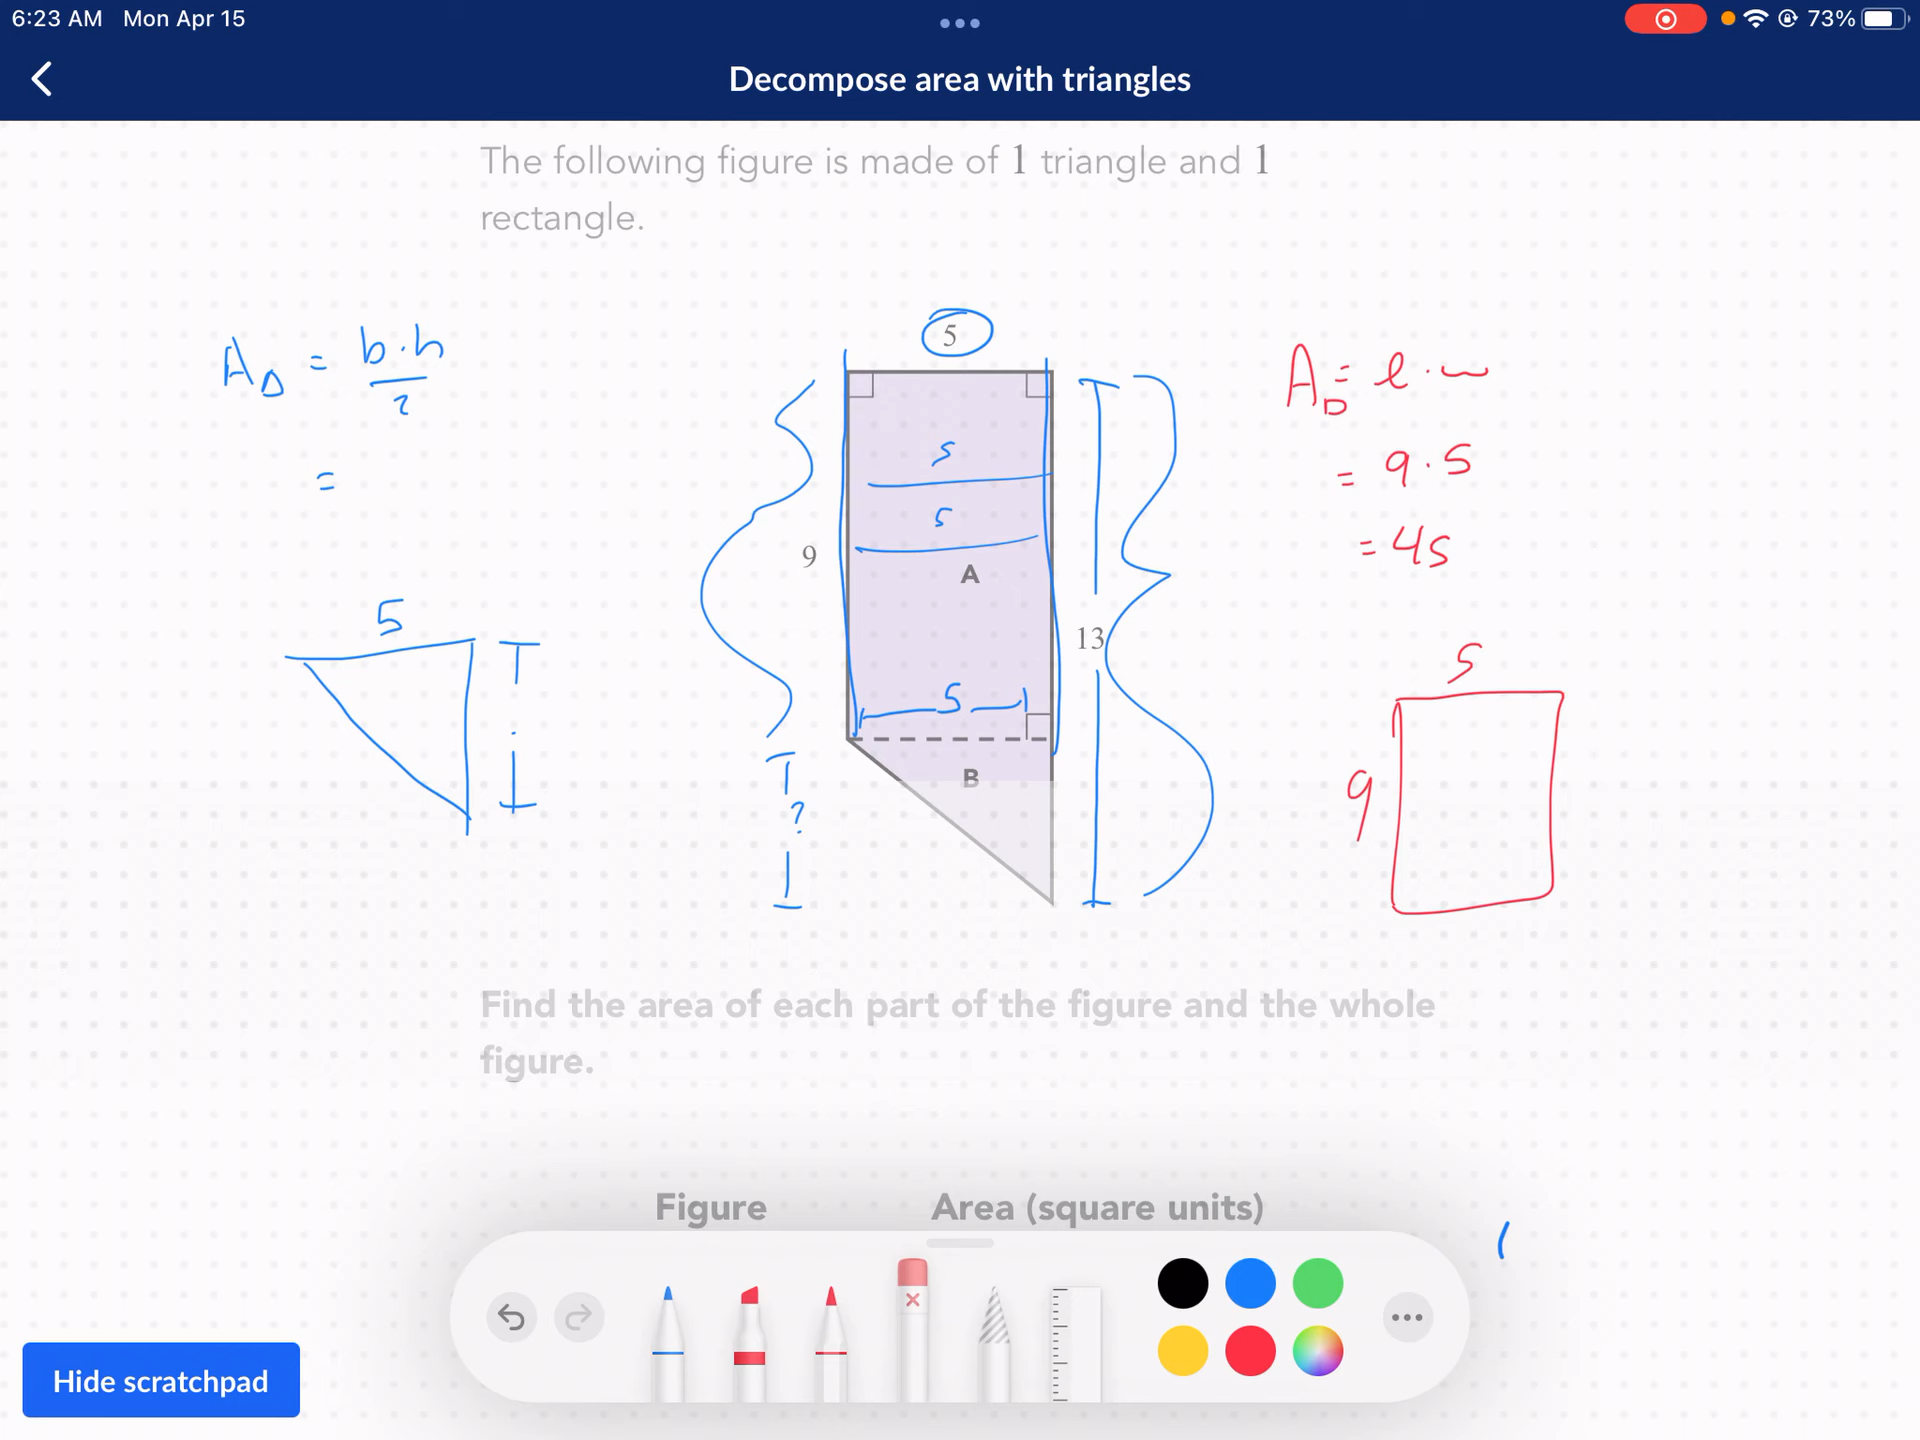 6:23 AM Mon Apr 15
73%
Decompose area with triangles
The following figure is made of 1 triangle and 1
rectangle.
A = b · h
2
=
5
5
5
5
9
A
13
5
B
?
A = l · w
= 9 · 5
= 45
5
9
Find the area of each part of the figure and the whole
figure.
Figure Area (square units)
Hide scratchpad